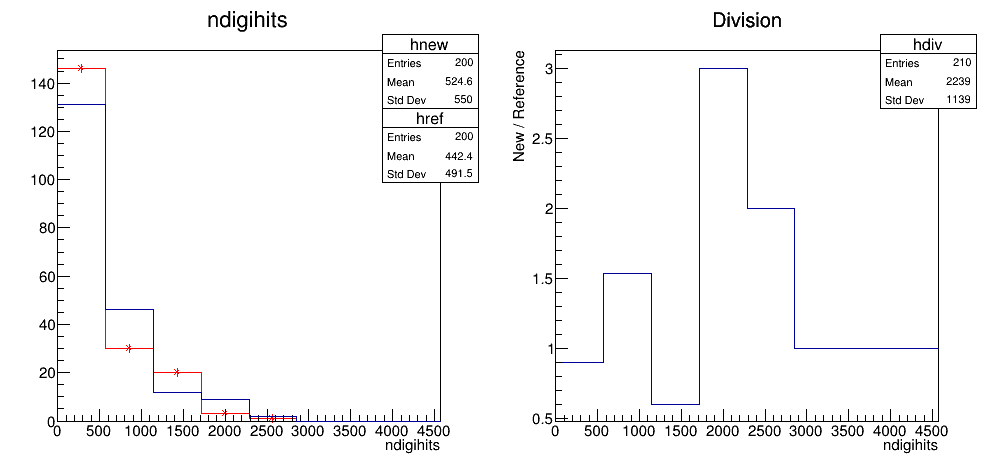 ndigihits
hnew
Entries 200
Mean 524.6
Std Dev 550
href
Entries 200
Mean 442.4
Std Dev 491.5
140
120
100
80
60
40
20
0
0 500 1000 1500 2000 2500 3000 3500 4000 4500
ndigihits
Division
hdiv
Entries 210
Mean 2239
Std Dev 1139
New / Reference
3
2.5
2
1.5
1
0.5
0 500 1000 1500 2000 2500 3000 3500 4000 4500
ndigihits